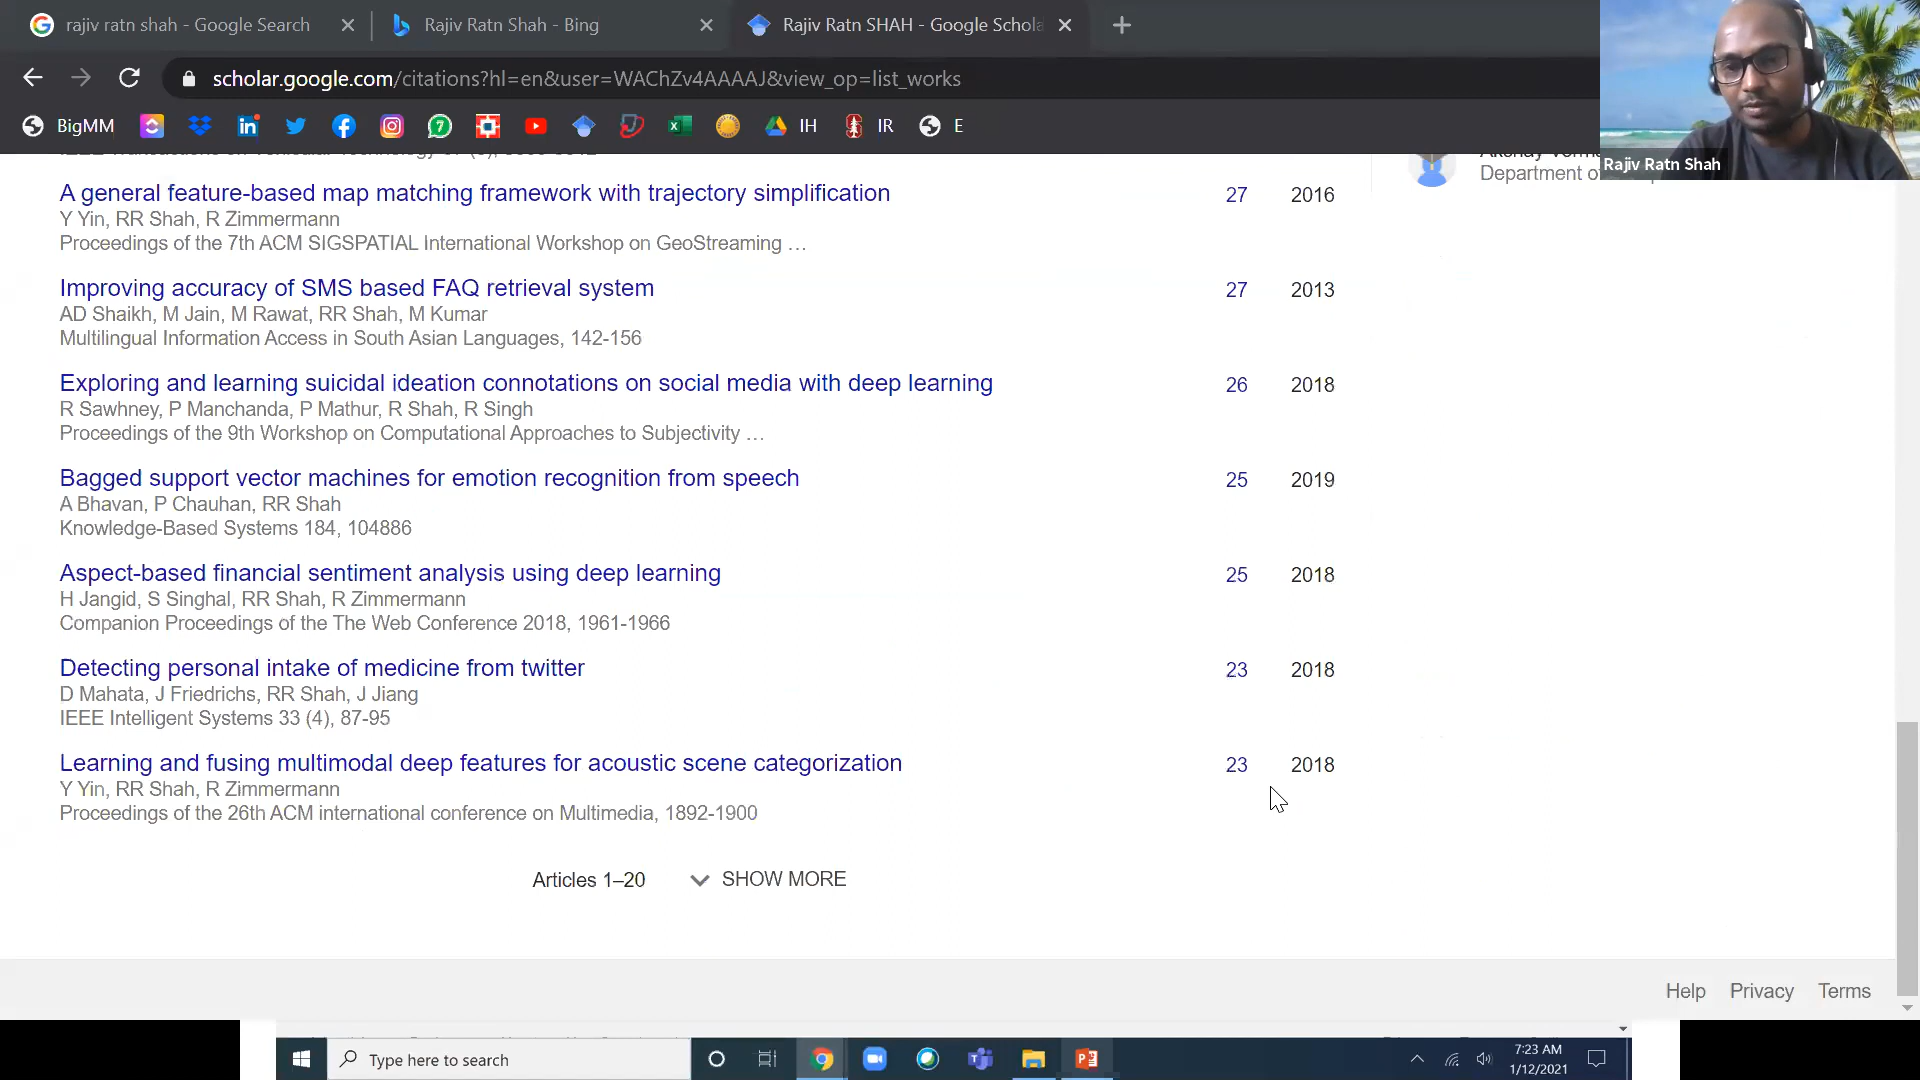 rajiv ratn shah - Google Search
Rajiv Ratn Shah - Bing
Rajiv Ratn SHAH - Google Schola
scholar.google.com/citations?hl=en&user=WAChZv4AAAAJ&view_op=list_works
BigMM
7
IH
IR
E
Rajiv Ratn Shah
Department of
A general feature-based map matching framework with trajectory simplification 27 2016
Y Yin, RR Shah, R Zimmermann
Proceedings of the 7th ACM SIGSPATIAL International Workshop on GeoStreaming …
Improving accuracy of SMS based FAQ retrieval system 27 2013
AD Shaikh, M Jain, M Rawat, RR Shah, M Kumar
Multilingual Information Access in South Asian Languages, 142-156
Exploring and learning suicidal ideation connotations on social media with deep learning 26 2018
R Sawhney, P Manchanda, P Mathur, R Shah, R Singh
Proceedings of the 9th Workshop on Computational Approaches to Subjectivity …
Bagged support vector machines for emotion recognition from speech 25 2019
A Bhavan, P Chauhan, RR Shah
Knowledge-Based Systems 184, 104886
Aspect-based financial sentiment analysis using deep learning 25 2018
H Jangid, S Singhal, RR Shah, R Zimmermann
Companion Proceedings of the The Web Conference 2018, 1961-1966
Detecting personal intake of medicine from twitter 23 2018
D Mahata, J Friedrichs, RR Shah, J Jiang
IEEE Intelligent Systems 33 (4), 87-95
Learning and fusing multimodal deep features for acoustic scene categorization 23 2018
Y Yin, RR Shah, R Zimmermann
Proceedings of the 26th ACM international conference on Multimedia, 1892-1900
Articles 1–20 SHOW MORE
Help Privacy Terms
Type here to search
7:23 AM
1/12/2021